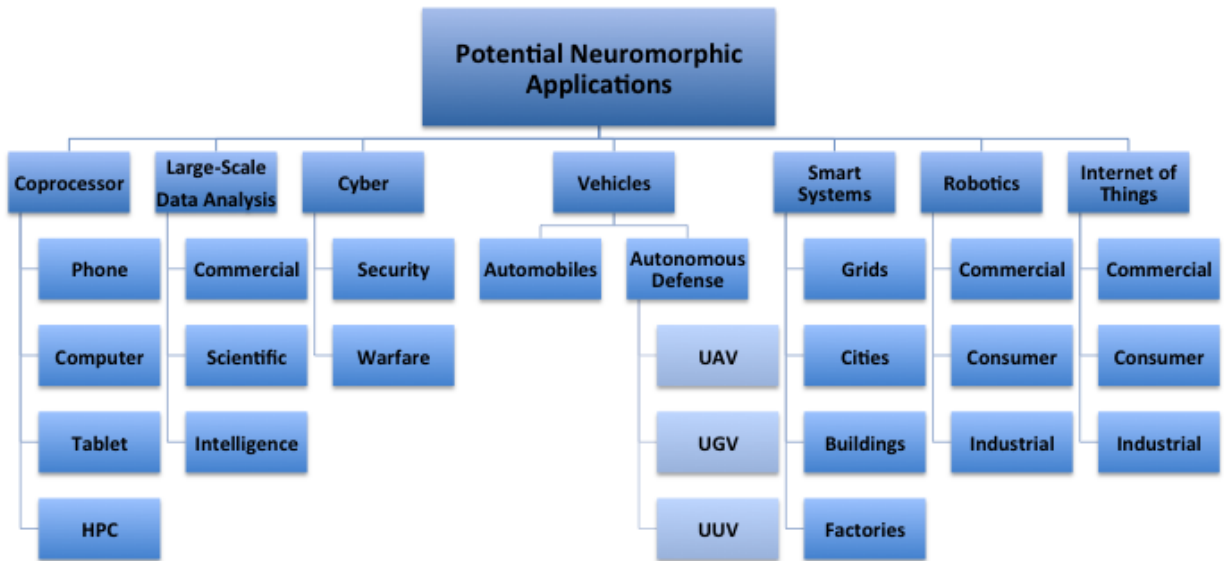 Potential Neuromorphic
Applications
Coprocessor
Phone
Computer
Tablet
HPC
Large-Scale
Data Analysis
Commercial
Scientific
Intelligence
Cyber
Security
Warfare
Vehicles
Automobiles
Autonomous
Defense
UAV
UGV
UUV
Smart
Systems
Grids
Cities
Buildings
Factories
Robotics
Commercial
Consumer
Industrial
Internet of
Things
Commercial
Consumer
Industrial